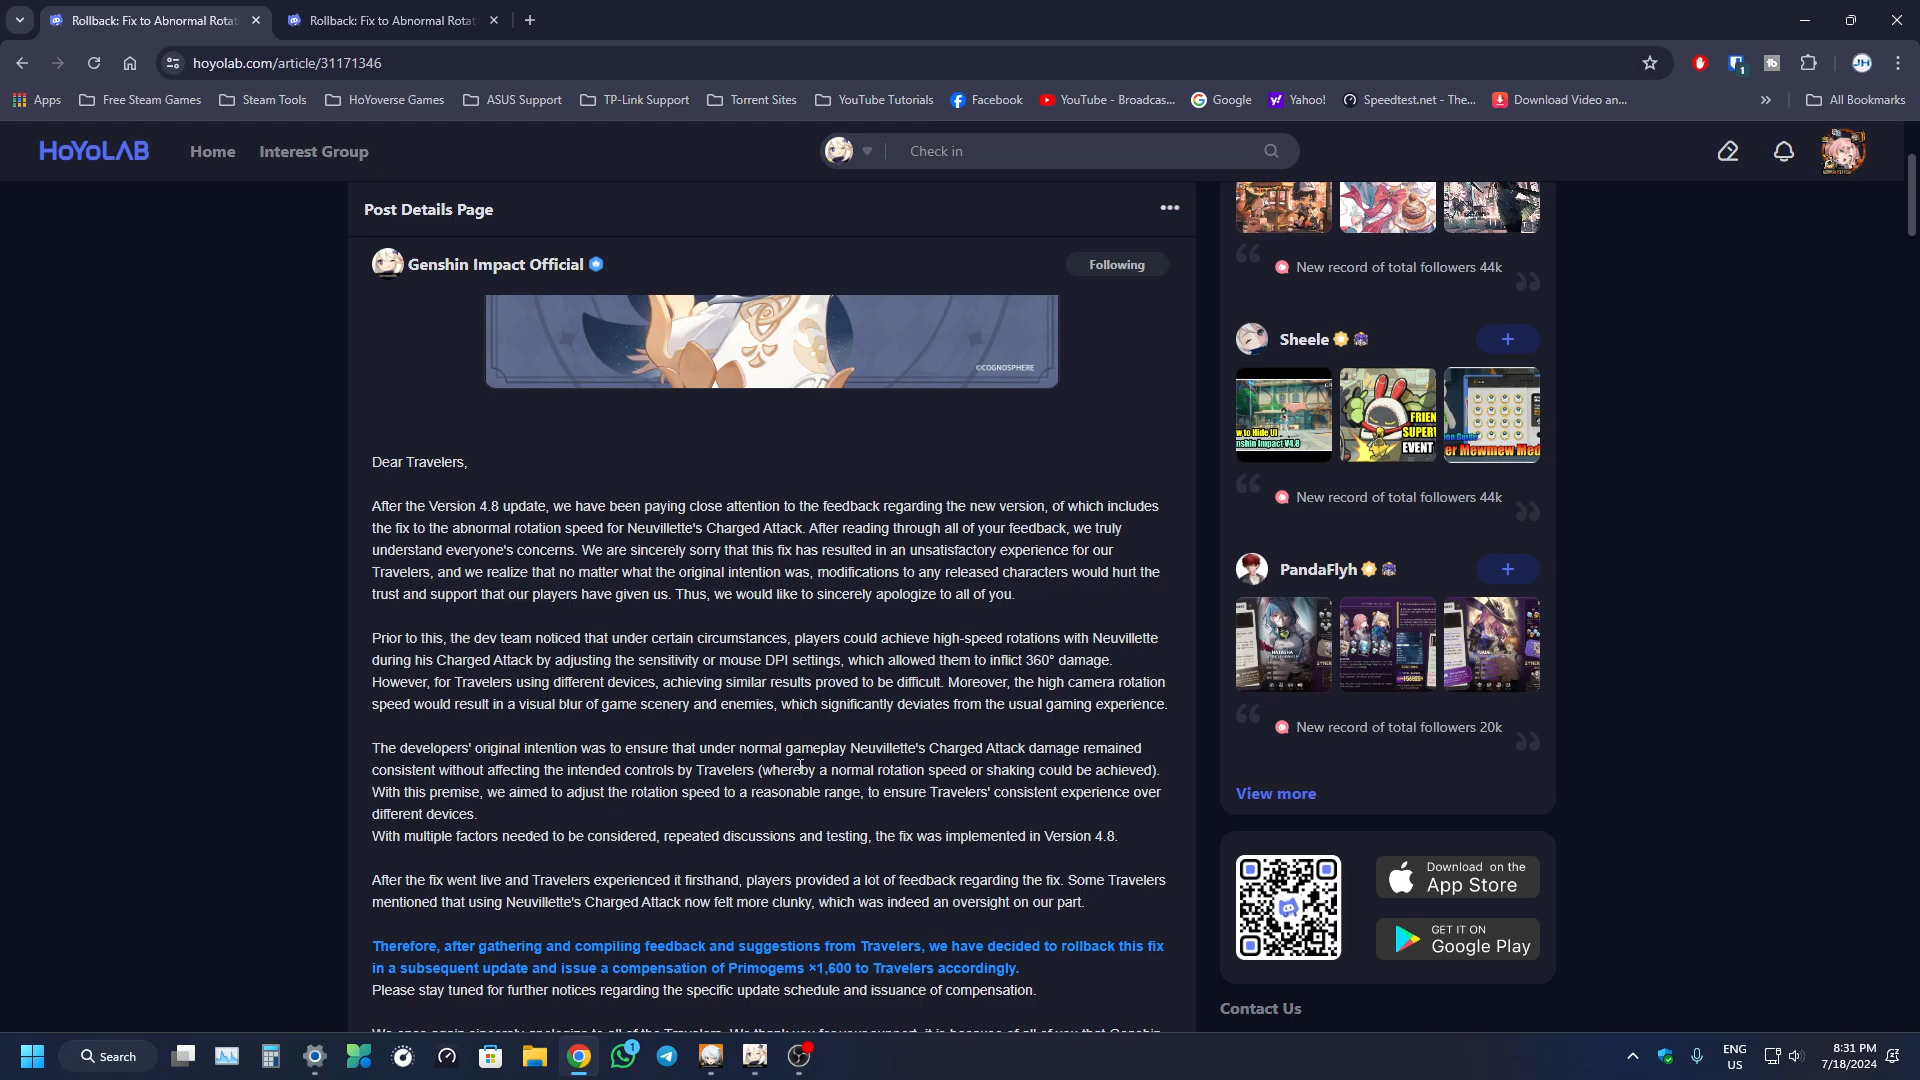 Rollback: Fix to Abnormal Rota
Rollback: Fix to Abnormal Rotat
hoyolab.com/article/31171346
JH
Apps
Free Steam Games
Steam Tools
HoYoverse Games
ASUS Support
TP-Link Support
Torrent Sites
YouTube Tutorials
Facebook
YouTube - Broadcas...
Google
Yahoo!
Speedtest.net - The...
Download Video an...
All Bookmarks
HoYoLAB
Home
Interest Group
Check in
Post Details Page
Genshin Impact Official
Following
©COGNOSPHERE
Dear Travelers,
After the Version 4.8 update, we have been paying close attention to the feedback regarding the new version, of which includes
the fix to the abnormal rotation speed for Neuvillette's Charged Attack. After reading through all of your feedback, we truly
understand everyone's concerns. We are sincerely sorry that this fix has resulted in an unsatisfactory experience for our
Travelers, and we realize that no matter what the original intention was, modifications to any released characters would hurt the
trust and support that our players have given us. Thus, we would like to sincerely apologize to all of you.
Prior to this, the dev team noticed that under certain circumstances, players could achieve high-speed rotations with Neuvillette
during his Charged Attack by adjusting the sensitivity or mouse DPI settings, which allowed them to inflict 360° damage.
However, for Travelers using different devices, achieving similar results proved to be difficult. Moreover, the high camera rotation
speed would result in a visual blur of game scenery and enemies, which significantly deviates from the usual gaming experience.
The developers' original intention was to ensure that under normal gameplay Neuvillette's Charged Attack damage remained
consistent without affecting the intended controls by Travelers (whereby a normal rotation speed or shaking could be achieved).
With this premise, we aimed to adjust the rotation speed to a reasonable range, to ensure Travelers' consistent experience over
different devices.
With multiple factors needed to be considered, repeated discussions and testing, the fix was implemented in Version 4.8.
After the fix went live and Travelers experienced it firsthand, players provided a lot of feedback regarding the fix. Some Travelers
mentioned that using Neuvillette's Charged Attack now felt more clunky, which was indeed an oversight on our part.
Therefore, after gathering and compiling feedback and suggestions from Travelers, we have decided to rollback this fix
in a subsequent update and issue a compensation of Primogems ×1,600 to Travelers accordingly.
Please stay tuned for further notices regarding the specific update schedule and issuance of compensation.
New record of total followers 44k
Sheele
New record of total followers 44k
PandaFlyh
New record of total followers 20k
View more
Download on the
App Store
GET IT ON
Google Play
Contact Us
Search
1
ENG
US
8:31 PM
7/18/2024